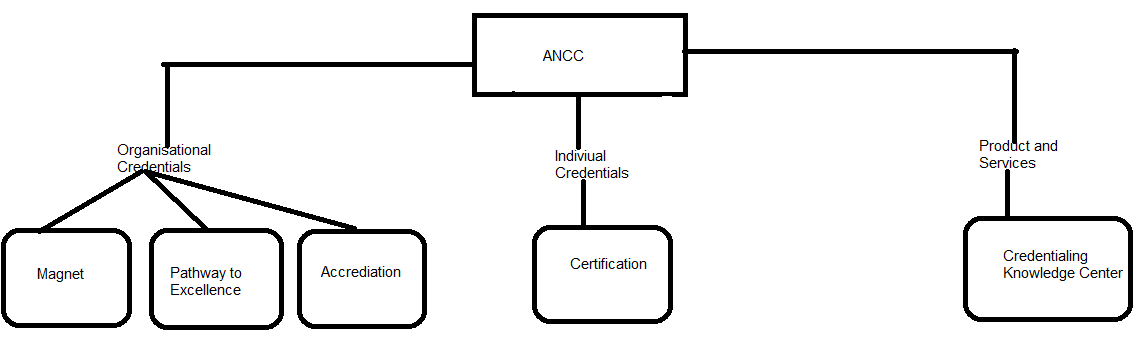 ANCC
Organisational
Credentials
Indiviual
Credentials
Product and
Services
Magnet
Pathway to
Excellence
Accrediation
Certification
Credentialing
Knowledge Center